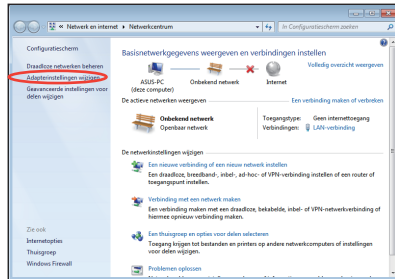 Netwerk en internet ▸ Netwerkcentrum
In Configuratiescherm zoeken
Configuratiescherm
Draadloze netwerken beheren
Adapterinstellingen wijzigen
Geavanceerde instellingen voor
delen wijzigen
Zie ook
Internetopties
Thuisgroep
Windows Firewall
Basisnetwerkgegevens weergeven en verbindingen instellen
Volledig overzicht weergeven
ASUS-PC
(deze computer)
Onbekend netwerk
Internet
De actieve netwerken weergeven
Een verbinding maken of verbreken
Onbekend netwerk
Openbaar netwerk
Toegangstype: Geen internettoegang
Verbindingen: LAN-verbinding
De netwerkinstellingen wijzigen
Een nieuwe verbinding of een nieuw netwerk instellen
Een draadloze, breedband-, inbel-, ad-hoc- of VPN-verbinding instellen of een router of
toegangspunt instellen.
Verbinding met een netwerk maken
Een verbinding maken met een draadloze, bekabelde, inbel- of VPN-netwerkverbinding of
hiermee opnieuw verbinding maken.
Een thuisgroep en opties voor delen selecteren
Toegang krijgen tot bestanden en printers op andere netwerkcomputers of instellingen
voor delen wijzigen.
Problemen oplossen